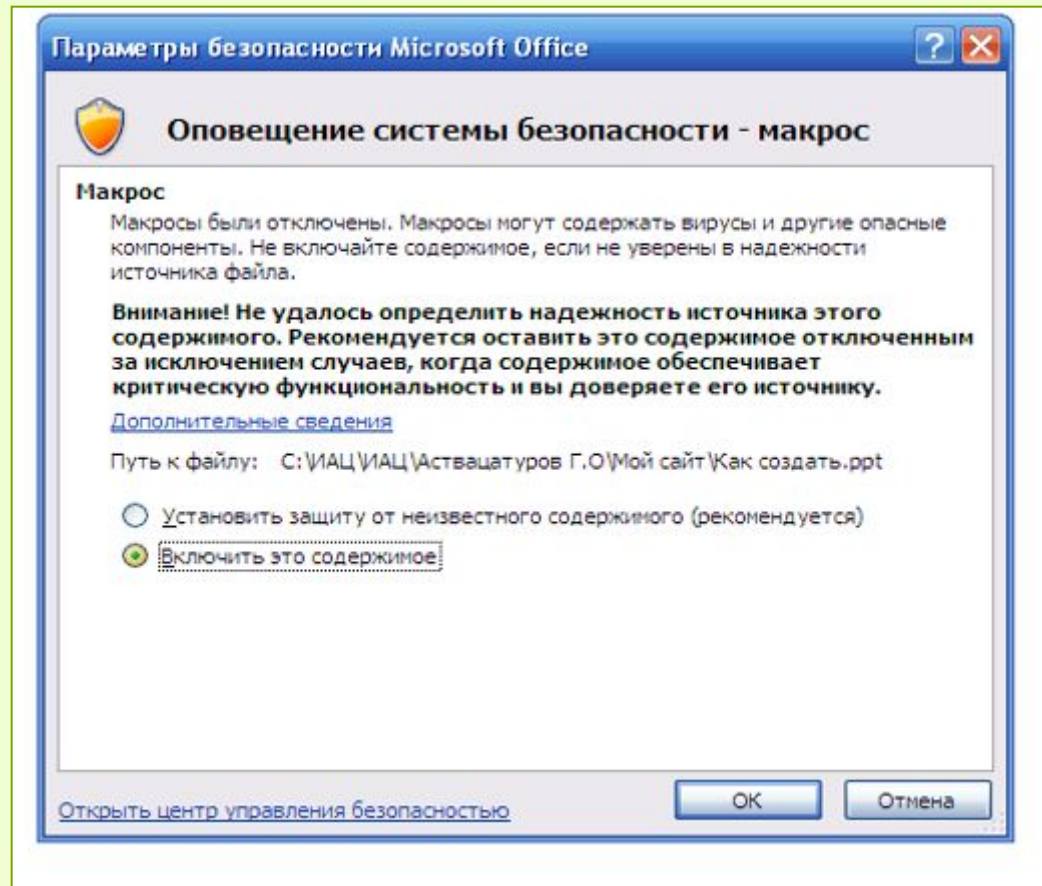 Параметры безопасности Microsoft Office
Оповещение системы безопасности - макрос
Макрос
Макросы были отключены. Макросы могут содержать вирусы и другие опасные
компоненты. Не включайте содержимое, если не уверены в надежности
источника файла.
Внимание! Не удалось определить надежность источника этого
содержимого. Рекомендуется оставить это содержимое отключенным
за исключением случаев, когда содержимое обеспечивает
критическую функциональность и вы доверяете его источнику.
Дополнительные сведения
Путь к файлу: C:\ИАЦ\ИАЦ\Аствацатуров Г.О\Мой сайт\Как создать.ppt
Установить защиту от неизвестного содержимого (рекомендуется)
Включить это содержимое
Открыть центр управления безопасностью
ОК
Отмена